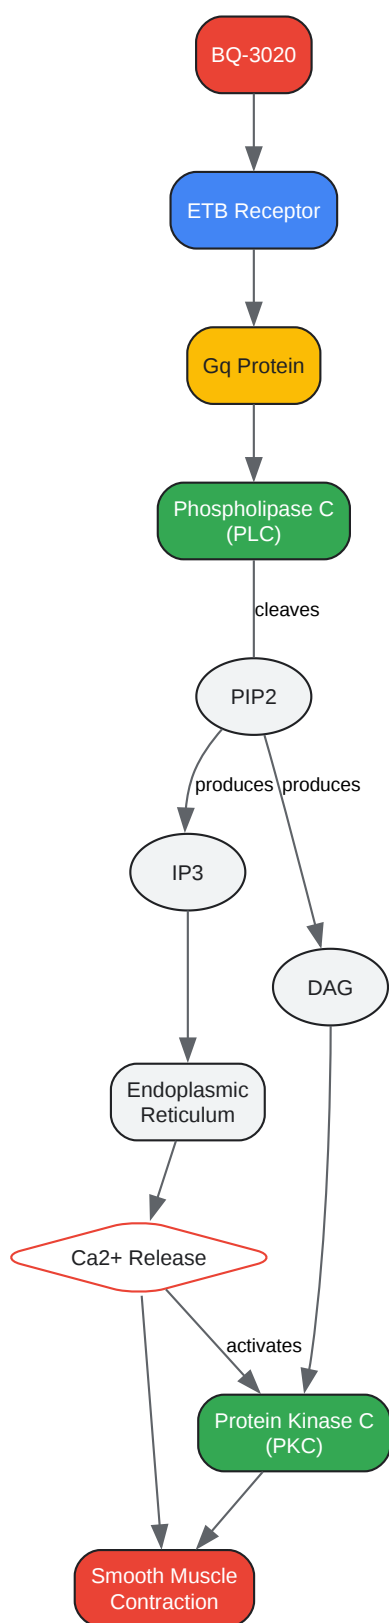 BQ-3020
ETB Receptor
Gq Protein
Phospholipase C
(PLC)
cleaves
PIP2
produces
produces
IP3
DAG
Endoplasmic
Reticulum
Ca2+ Release
activates
Protein Kinase C
(PKC)
Smooth Muscle
Contraction